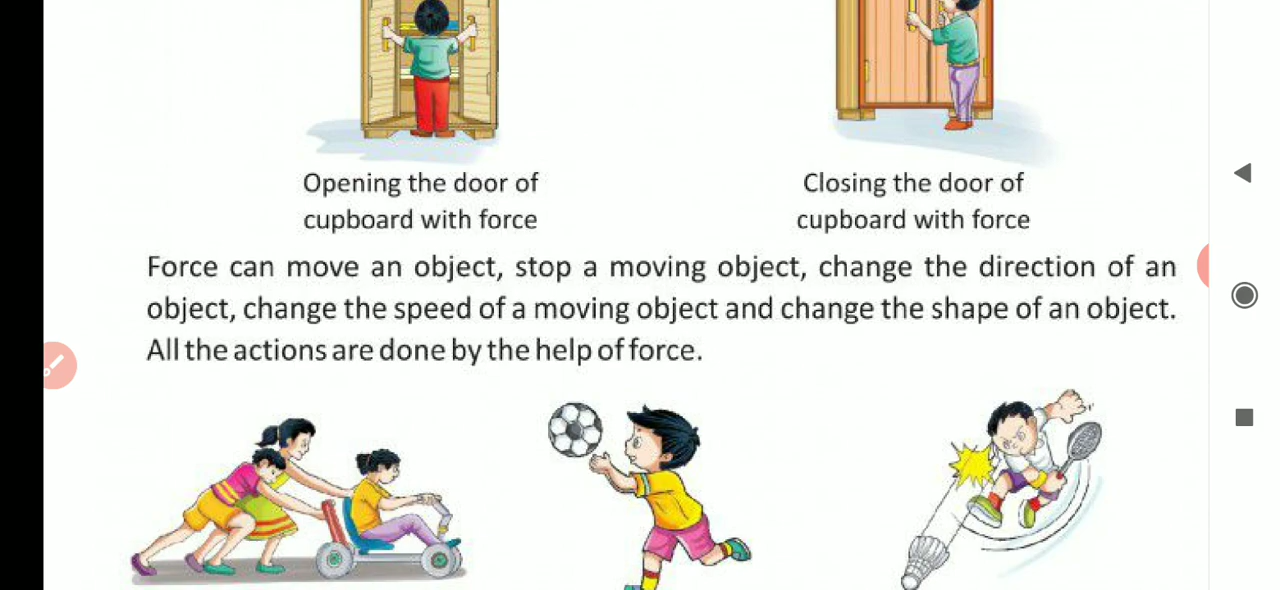 Opening the door of
cupboard with force
Closing the door of
cupboard with force
Force can move an object, stop a moving object, change the direction of an
object, change the speed of a moving object and change the shape of an object.
All the actions are done by the help of force.